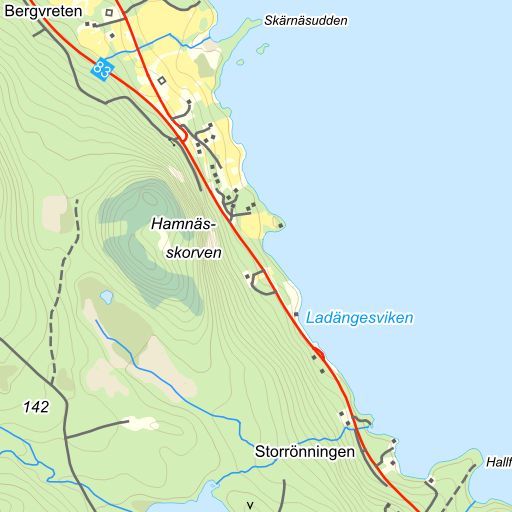 Bergvreten
Skärnäsudden
83
Hamnäs-
skorven
Ladängesviken
142
Storrönningen
Hallf